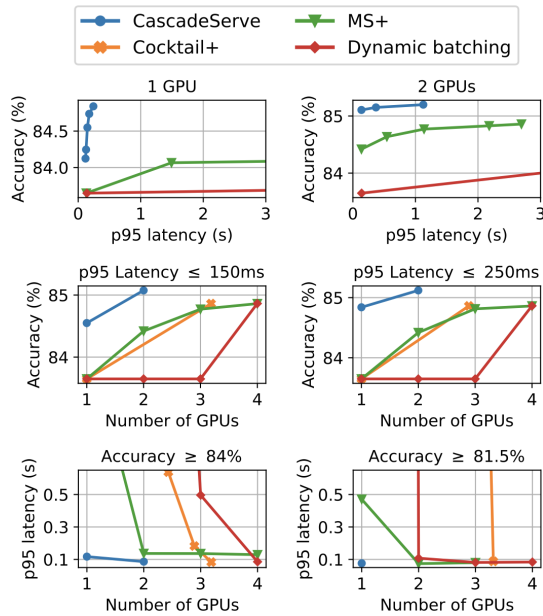 CascadeServe
MS+
Cocktail+
Dynamic batching
1 GPU
2 GPUs
Accuracy (%)
84.5
84.0
0 1 2 3
p95 latency (s)
Accuracy (%)
85
84
0 1 2 3
p95 latency (s)
p95 Latency ≤ 150ms
p95 Latency ≤ 250ms
Accuracy (%)
85
84
1 2 3 4
Number of GPUs
Accuracy (%)
85
84
1 2 3 4
Number of GPUs
Accuracy ≥ 84%
Accuracy ≥ 81.5%
p95 latency (s)
0.5
0.3
0.1
1 2 3 4
Number of GPUs
p95 latency (s)
0.5
0.3
0.1
1 2 3 4
Number of GPUs